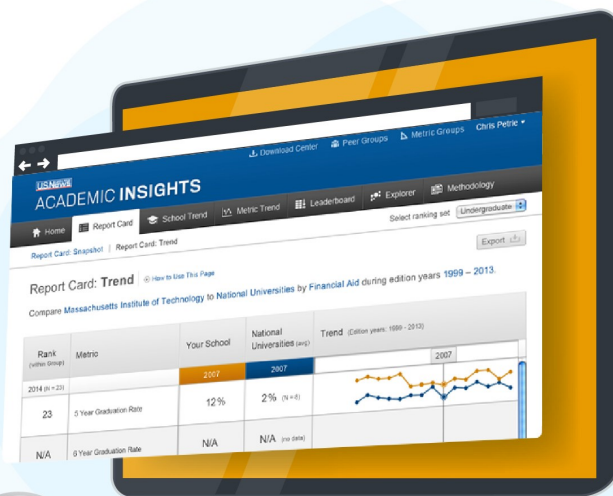 Download Center
Peer Groups
Metric Groups
Chris Petrie
U.S.News
ACADEMIC INSIGHTS
Home
Report Card
School Trend
Metric Trend
Leaderboard
Explorer
Methodology
Report Card: Snapshot | Report Card: Trend
Select ranking set
Undergraduate
Export
Report Card: Trend
How to Use This Page
Compare Massachusetts Institute of Technology to National Universities by Financial Aid during edition years 1999 – 2013.
Rank
(within Group)
Metric
Your School
National
Universities (avg)
Trend (Edition years: 1999 - 2013)
2007
2007
2007
2014 (N = 23)
23
5 Year Graduation Rate
12%
2% (N = 8)
N/A
6 Year Graduation Rate
N/A
N/A (no data)